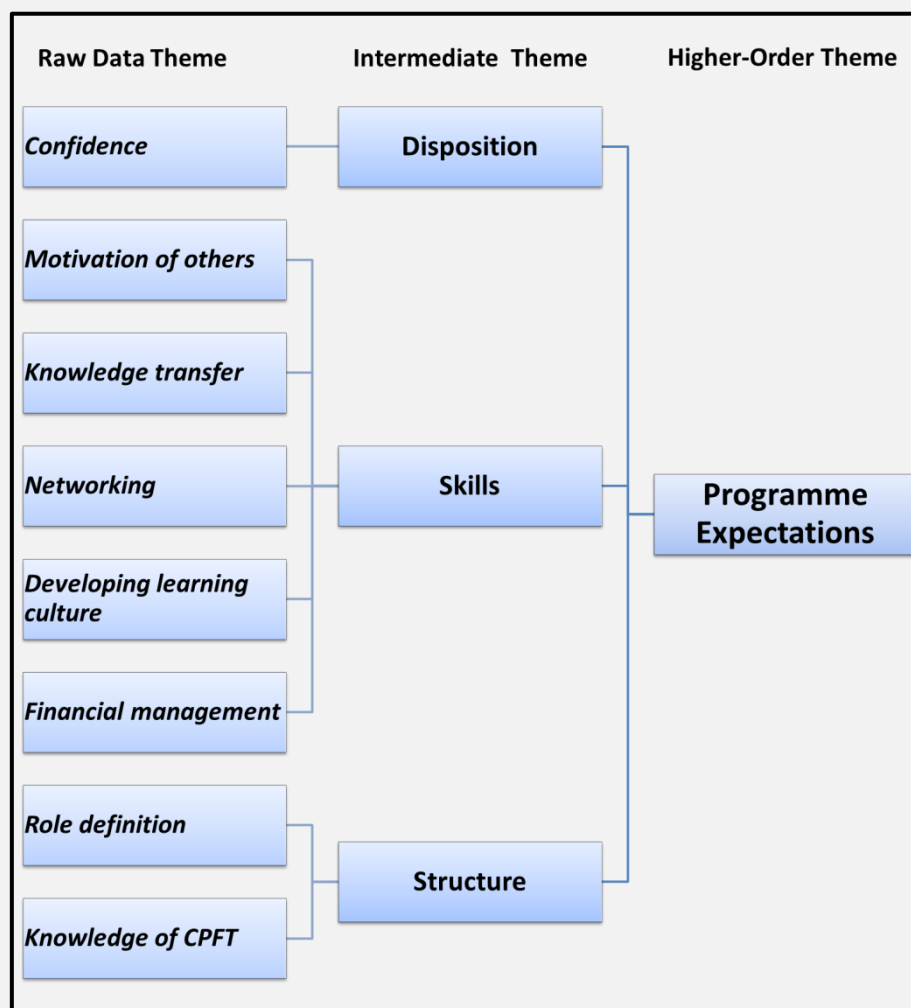 Raw Data Theme
Intermediate Theme
Higher-Order Theme
Confidence
Disposition
Motivation of others
Knowledge transfer
Networking
Skills
Programme
Expectations
Developing learning
culture
Financial management
Role definition
Structure
Knowledge of CPFT